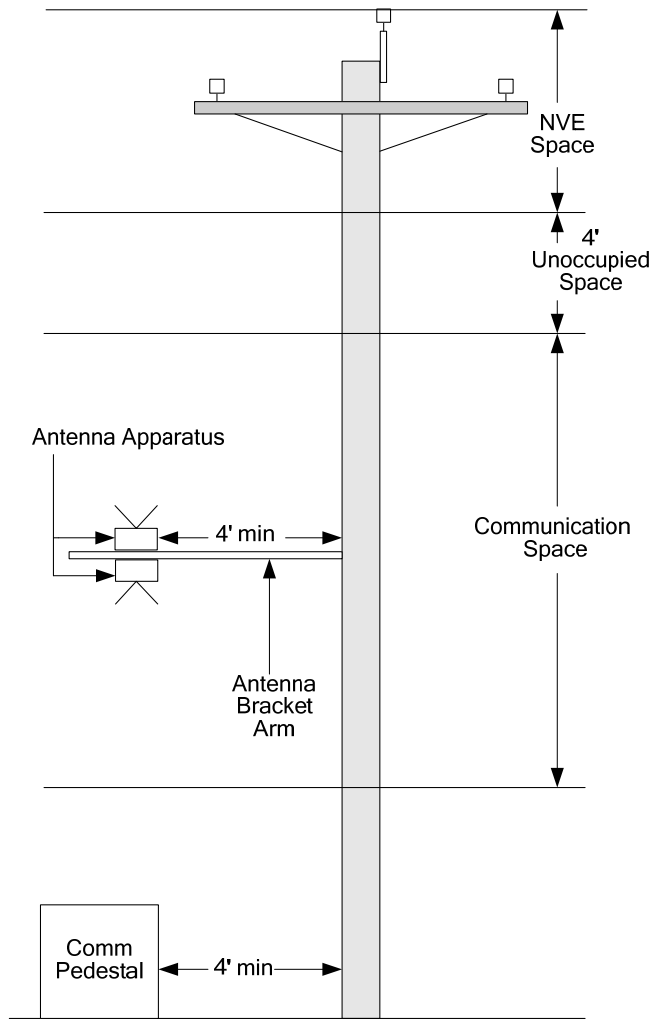 NVE
Space
4'
Unoccupied
Space
Antenna Apparatus
4' min
Communication
Space
Antenna
Bracket
Arm
Comm
Pedestal
4' min